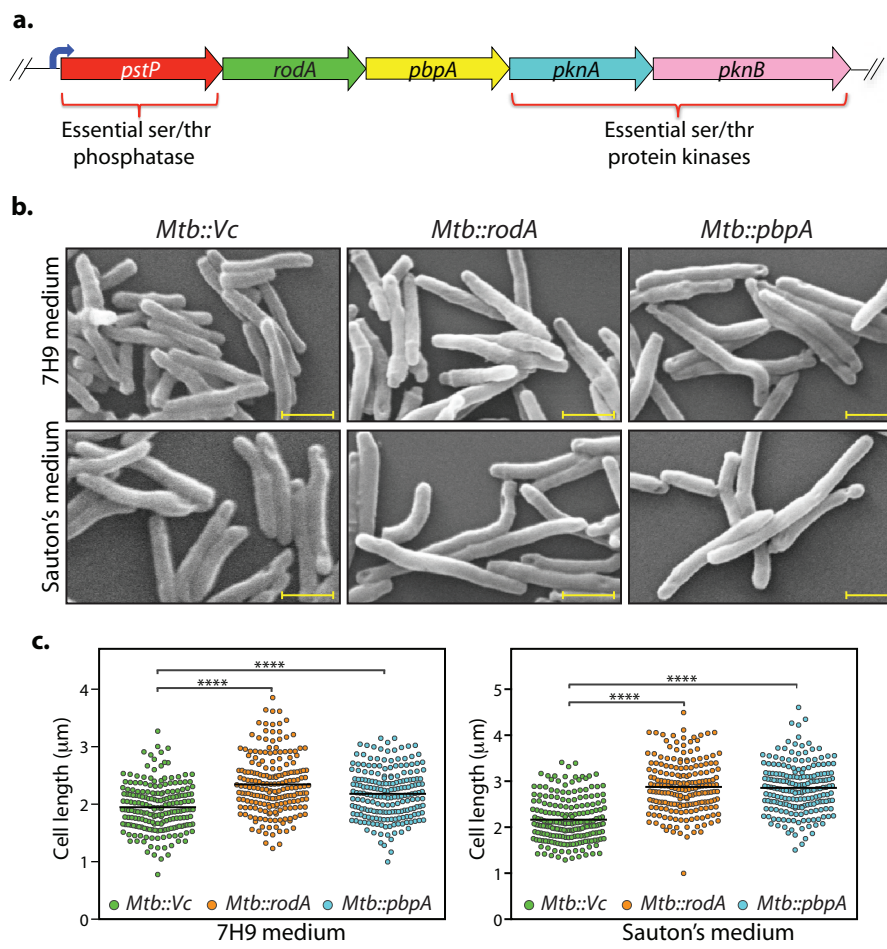 a.
pstP rodA pbpA pknA pknB
Essential ser/thr
phosphatase
Essential ser/thr
protein kinases
b.
Mtb::Vc Mtb::rodA Mtb::pbpA
7H9 medium
Sauton's medium
c.
Cell length (μm)
4
3
2
1
0
****
****
Mtb::Vc Mtb::rodA Mtb::pbpA
7H9 medium
Cell length (μm)
5
4
3
2
1
0
****
****
Mtb::Vc Mtb::rodA Mtb::pbpA
Sauton's medium